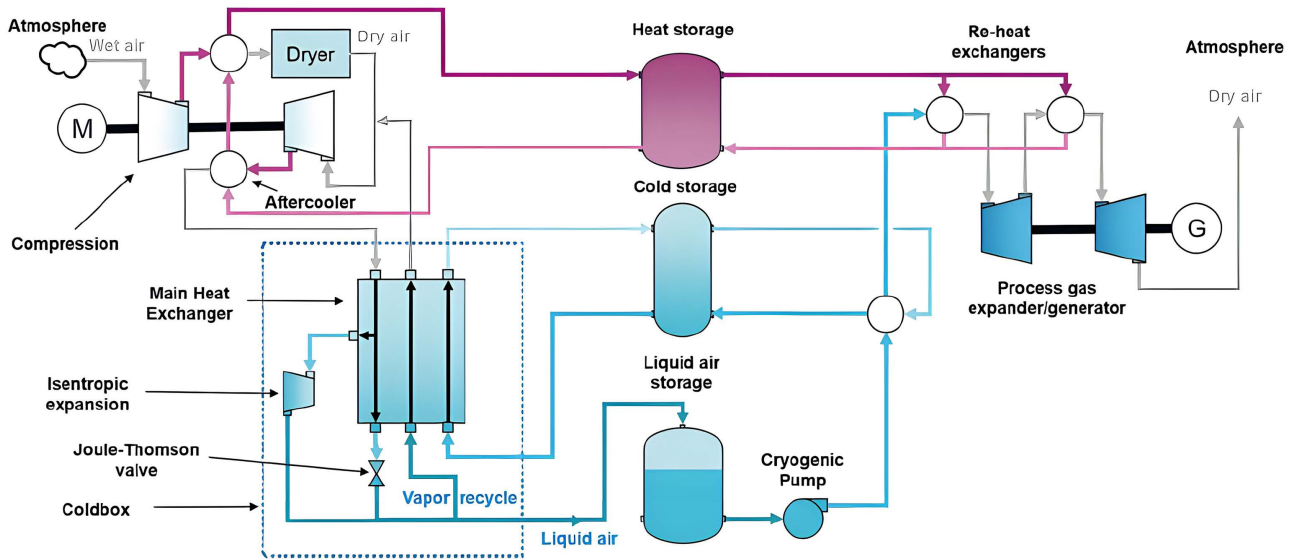 Atmosphere
Wet air
Dry air
Dryer
M
Aftercooler
Compression
Heat storage
Re-heat
exchangers
Atmosphere
Dry air
Cold storage
Main Heat
Exchanger
Process gas
expander/generator
G
Isentropic
expansion
Liquid air
storage
Joule-Thomson
valve
Cryogenic
Pump
Coldbox
Vapor recycle
Liquid air